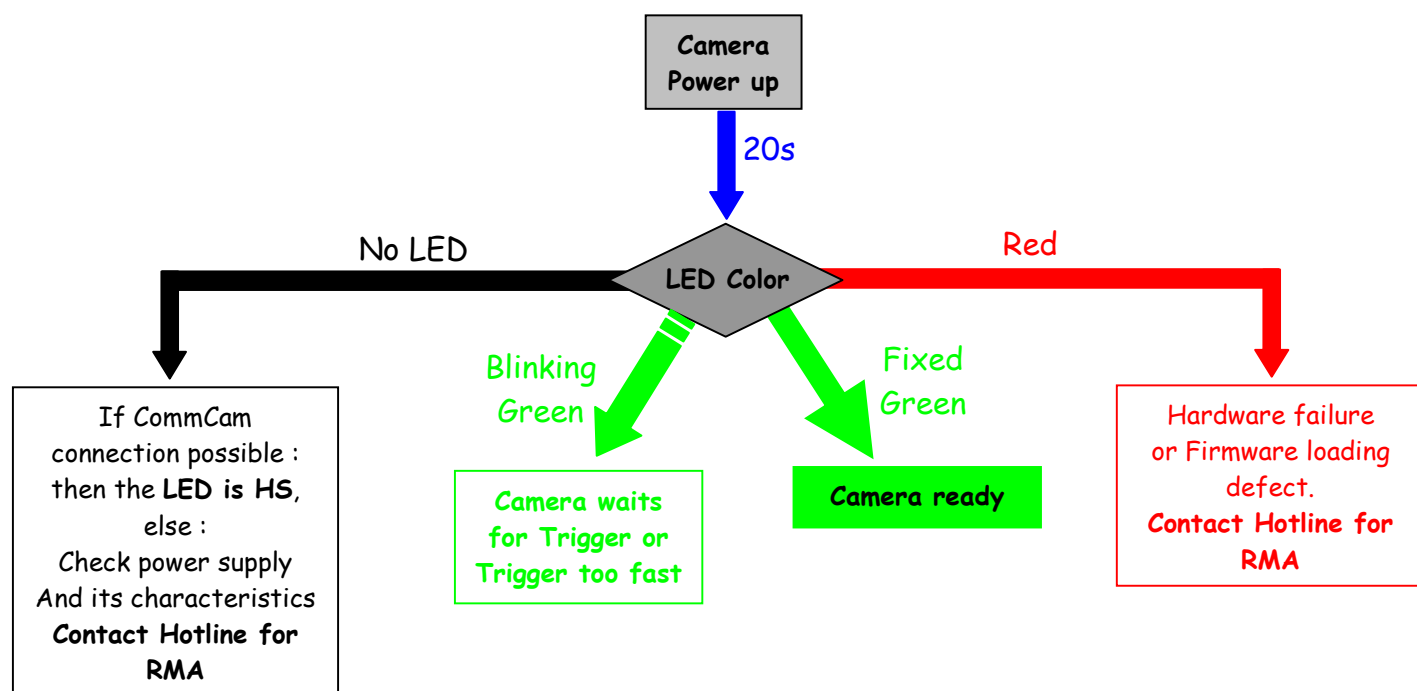 Camera
Power up
20s
No LED
LED Color
Red
Blinking
Green
Fixed
Green
If CommCam
connection possible :
then the LED is HS,
else :
Check power supply
And its characteristics
Contact Hotline for
RMA
Camera waits
for Trigger or
Trigger too fast
Camera ready
Hardware failure
or Firmware loading
defect.
Contact Hotline for
RMA